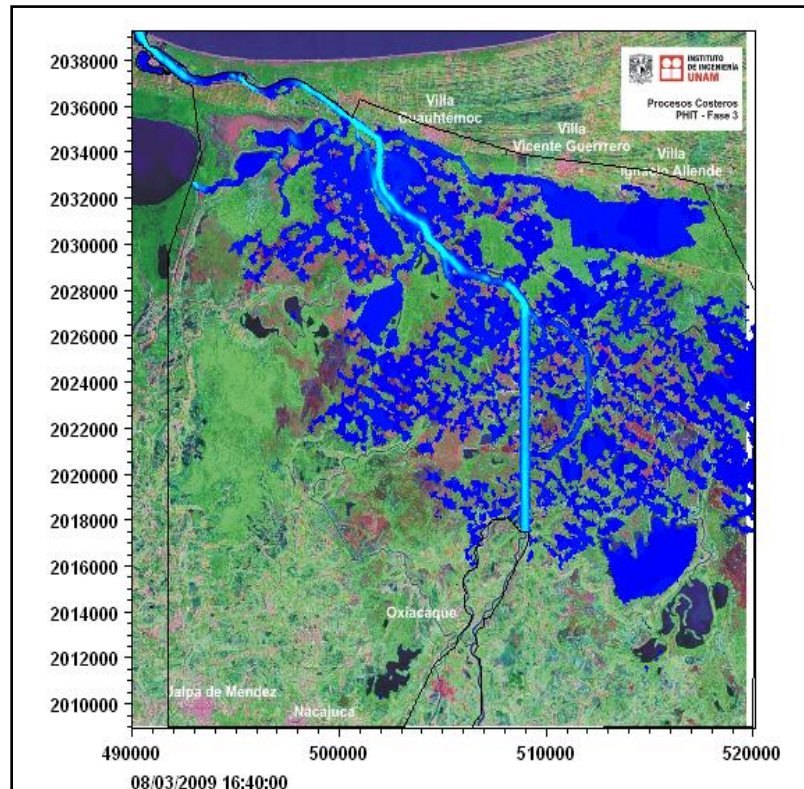 2038000
2036000
2034000
2032000
2030000
2028000
2026000
2024000
2022000
2020000
2018000
2016000
2014000
2012000
2010000
INSTITUTO
DE INGENIERÍA
UNAM
Procesos Costeros
PHIT - Fase 3
Villa
Cuauhtemoc
Villa
Vicente Guerrrero
Villa
Ignacio Allende
Oxiacaque
Jalpa de Méndez
Nacajuca
490000 500000 510000 520000
08/03/2009 16:40:00